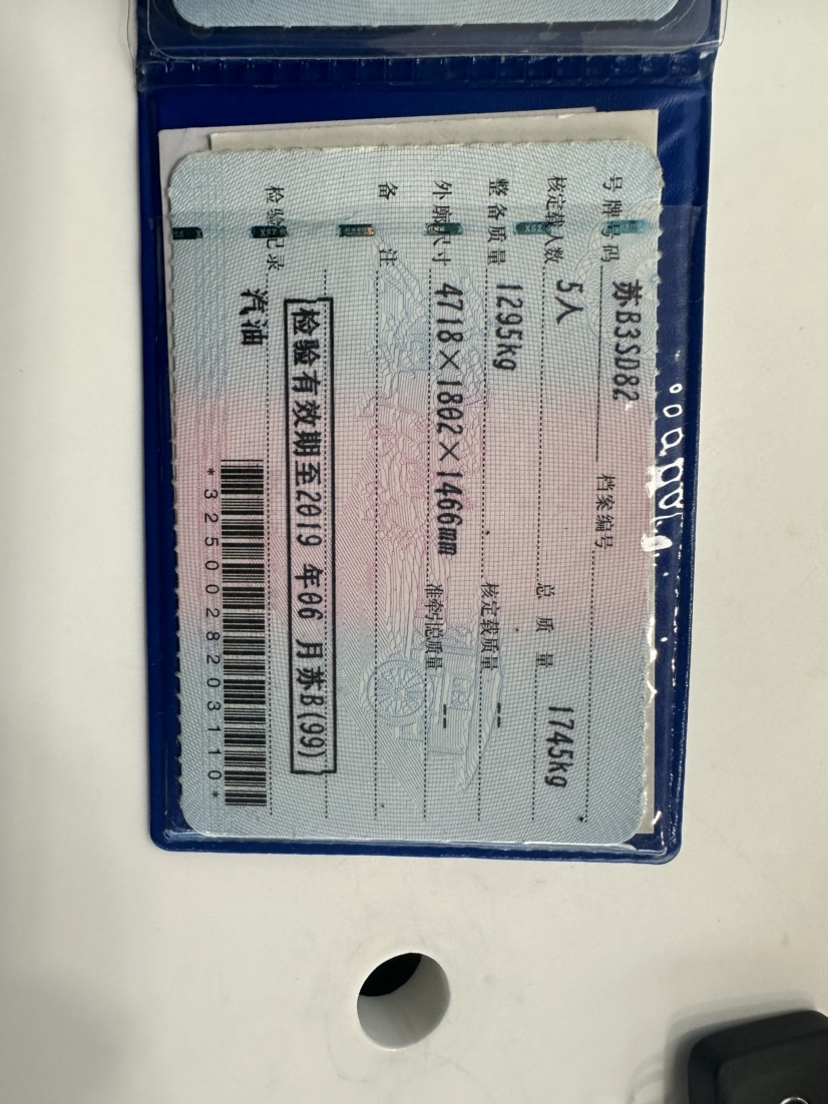 号牌号码 苏B3SD82 档案编号
核定载人数 5人 总质量 1745kg
整备质量 1295kg 核定载质量 --
外廓尺寸 4718×1802×1466mm 准牵引总质量 --
备注
检验有效期至2019年06月苏B(99)
检验记录
汽油
*3250028203110*